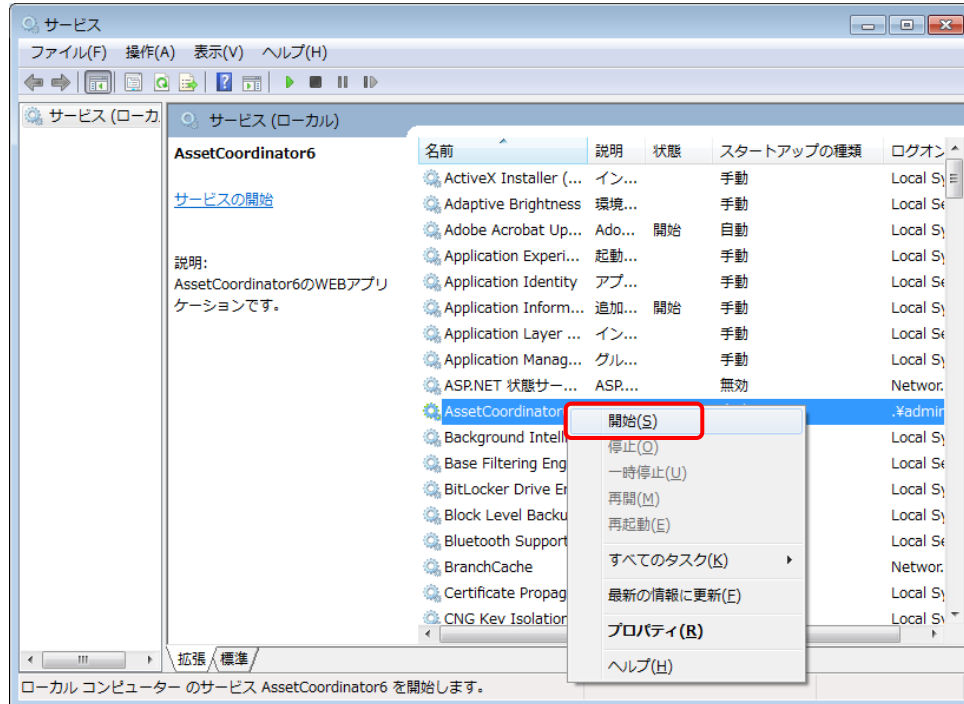 サービス
ファイル(F) 操作(A) 表示(V) ヘルプ(H)
サービス (ローカ
サービス (ローカル)
AssetCoordinator6
サービスの開始
説明:
AssetCoordinator6のWEBアプリ
ケーションです。
名前 説明 状態 スタートアップの種類 ログオン
ActiveX Installer (... イン... 手動 Local Sy
Adaptive Brightness 環境... 手動 Local Se
Adobe Acrobat Up... Ado... 開始 自動 Local Sy
Application Experi... 起動... 手動 Local Sy
Application Identity アプ... 手動 Local Se
Application Inform... 追加... 開始 手動 Local Sy
Application Layer ... イン... 手動 Local Se
Application Manag... グル... 手動 Local Sy
ASP.NET 状態サー... ASP.... 無効 Networ.
AssetCoordinator .¥admin
Background Intelli Local Sy
Base Filtering Eng Local Se
BitLocker Drive En Local Sy
Block Level Backu Local Sy
Bluetooth Support Local Se
BranchCache Networ.
Certificate Propag Local Sy
CNG Key Isolation Local Sy
開始(S)
停止(O)
一時停止(U)
再開(M)
再起動(E)
すべてのタスク(K)
最新の情報に更新(F)
プロパティ(R)
ヘルプ(H)
拡張 標準
ローカル コンピューター のサービス AssetCoordinator6 を開始します。